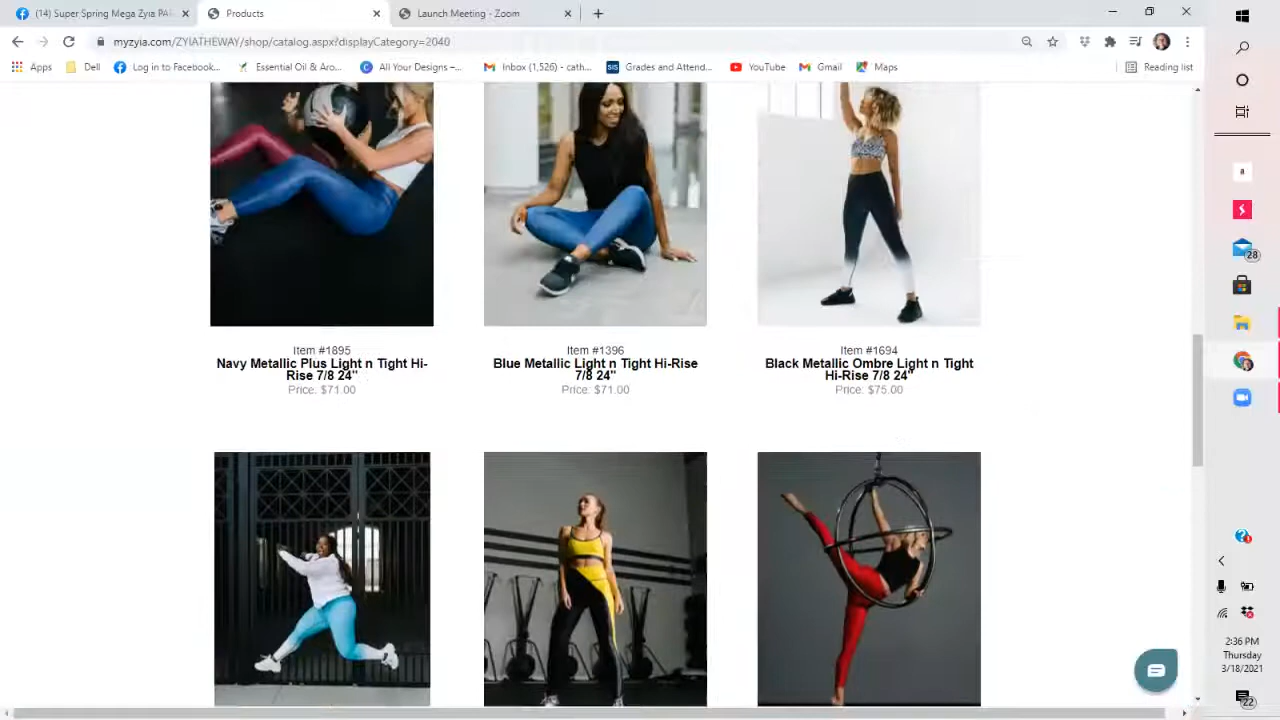 (14) Super Spring Mega Zyia PAR
Products
Launch Meeting - Zoom
myzyia.com/ZYIATHEWAY/shop/catalog.aspx?displayCategory=2040
Apps
Dell
Log in to Facebook...
Essential Oil & Aro...
All Your Designs –...
Inbox (1,526) - cath...
SIS
Grades and Attend...
YouTube
Gmail
Maps
Reading list
Item #1895
Navy Metallic Plus Light n Tight Hi-
Rise 7/8 24"
Price: $71.00
Item #1396
Blue Metallic Light n Tight Hi-Rise
7/8 24"
Price: $71.00
Item #1694
Black Metallic Ombre Light n Tight
Hi-Rise 7/8 24"
Price: $75.00
a
28
2:36 PM
Thursday
3/18/2021
22